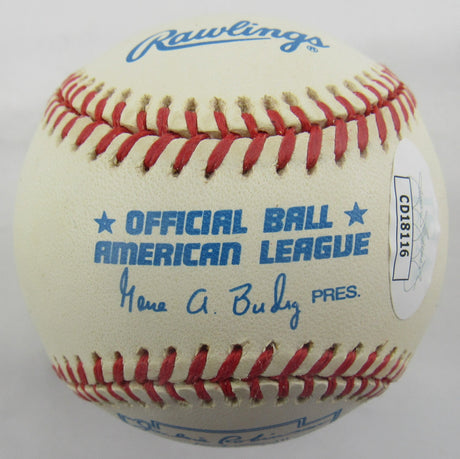 Rawlings®
★ OFFICIAL BALL ★
AMERICAN LEAGUE
Gene A. Budig PRES.
CD18116